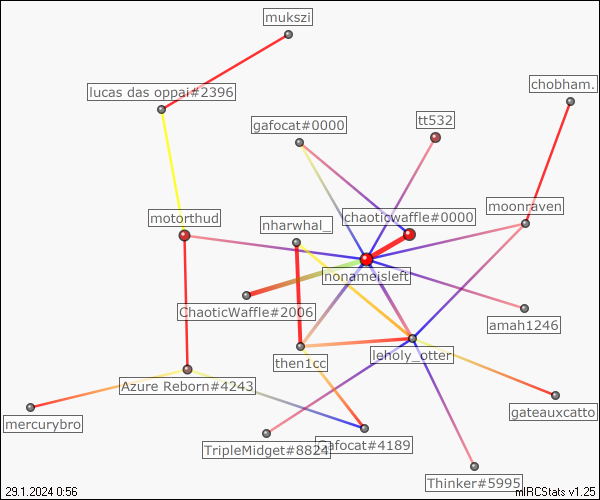 mukszi
chobham.
lucas das oppai#2396
gafocat#0000
tt532
moonraven
motorthud
chaoticwaffle#0000
nharwhal_
nonameisleft
ChaoticWaffle#2006
amah1246
leholy_otter
then1cc
Azure Reborn#4243
mercurybro
gateauxcatto
Gafocat#4189
TripleMidget#8824
Thinker#5995
29.1.2024 0:56
mIRCStats v1.25